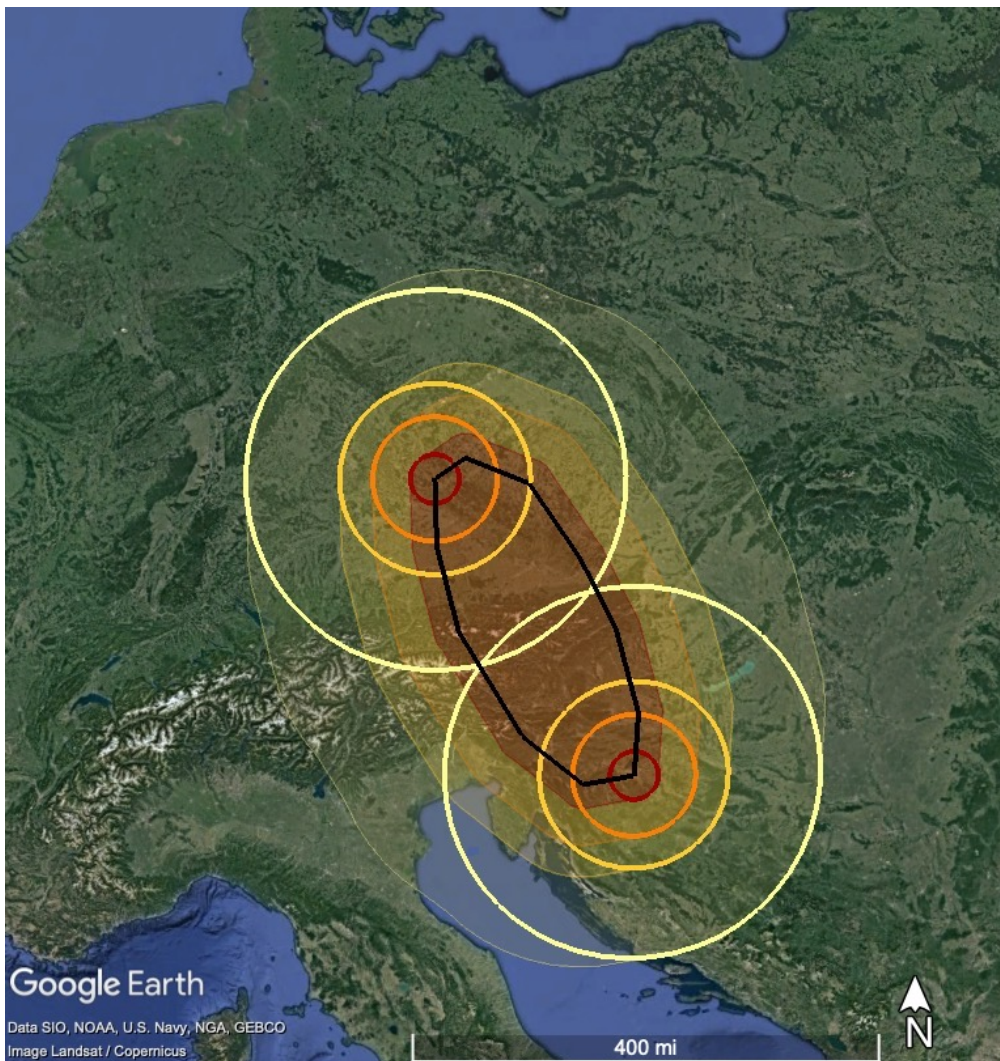 Google Earth
Data SIO, NOAA, U.S. Navy, NGA, GEBCO
Image Landsat / Copernicus
400 mi
N